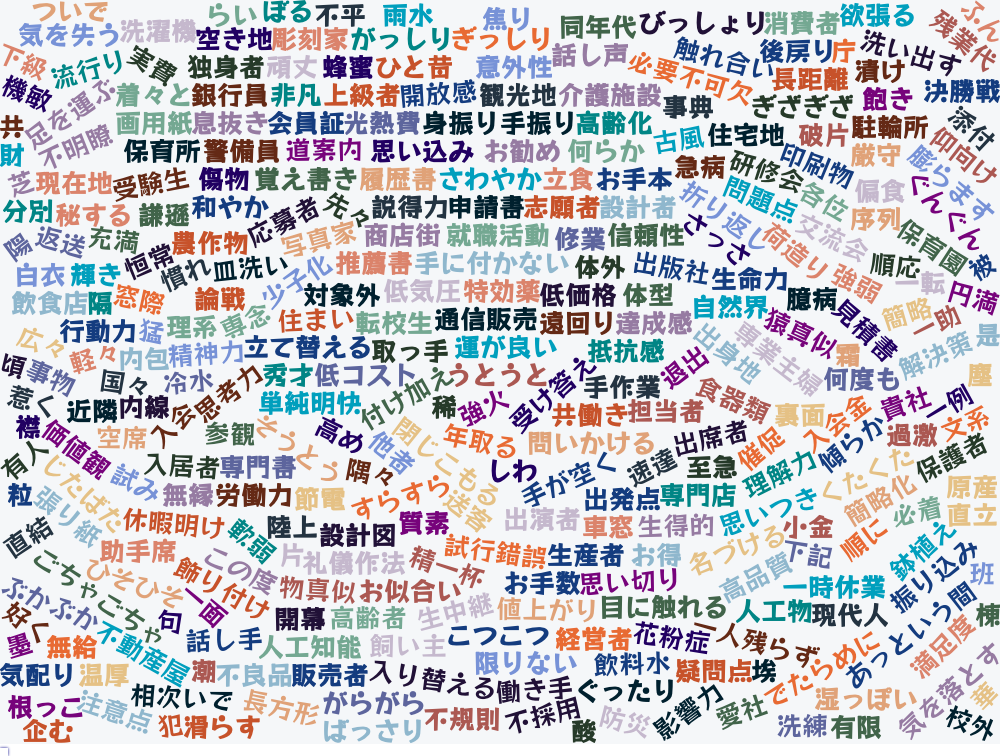 ついで らい ぼる 不平 雨水 焦り 同年代 びっしょり 消費者 欲張る ふん
気を失う 洗濯機 空き地 彫刻家 がっしり ぎっしり 話し声 触れ合い 後戻り 庁 洗い出す 残業代
下級 流行り 実費 独身者 頑丈 蜂蜜 ひと昔 意外性 必要不可欠 長距離 漬け
機敏 足を運ぶ 着々と 銀行員 非凡 上級者 開放感 観光地 介護施設 事典 ぎざぎざ 飽き 決勝戦
共 不明瞭 画用紙 息抜き 会員証 光熱費 身振り手振り 高齢化 古風 住宅地 破片 駐輪所 添付
財 保育所 警備員 道案内 思い込み お勧め 何らか 急病 研修会 印刷物 厳守 膨らます 仰向け
芝 現在地 受験生 傷物 覚え書き 履歴書 さわやか 立食 お手本 折り返し 問題点 各位 偏食 ぐんぐん
分別 秘する 謙遜 和やか 応募者 先々 説得力 申請書 志願者 設計者 さっさ 荷造り 交流会 序列 保育園
陽 返送 充満 恒常 農作物 写真家 商店街 就職活動 修業 信頼性 順応 被
白衣 輝き 慣れ 皿洗い 少子化 推薦書 手に付かない 体外 出版社 生命力 強弱 一転 円満
飲食店 隔 窓際 論戦 対象外 低気圧 特効薬 低価格 体型 自然界 臆病 見積書 簡略 一助
広々 行動力 猛 理系 専念 住まい 転校生 通信販売 遠回り 達成感 出身地 専業主婦 猿真似 霜 解決策 是
頃 事物 軽々 内包 精神力 立て替える 取っ手 運が良い 抵抗感 退出 何度も 塵
惹く 国々 冷水 秀才 低コスト 付け加え うとうと 受け答え 手作業 食器類 貴社 一例
襟 近隣 内線 入会 思考力 単純明快 稀 強火 共働き 担当者 裏面 入会金 過激 文系
有人 価値観 空席 参観 そっとう 高め 他者 閉じこもる 年取る 問いかける 出席者 催促 傾らか 保護者
粒 じたばた 試み 入居者 専門書 隅々 しわ 手が空く 速達 至急 理解力 くたくた
張り紙 無縁 労働力 節電 すらすら 送客 出発点 専門店 思いつき 簡略化 必着 原産
直結 休暇明け 軟弱 陸上 設計図 質素 出演者 車窓 生得的 小金 順に 直立
ごちゃごちゃ 助手席 この度 片 礼儀作法 精一杯 試行錯誤 生産者 お得 名づける 下記 鉢植え
ぷかぷか ひそひそ 飾り付け 物真似 お似合い お手数 思い切り 高品質 一時休業 振り込み 班
好く 句 一面 開幕 高齢者 生中継 値上がり 目に触れる 人工物 現代人 あっという間 棟
墨 無給 不動産屋 話し手 人工知能 飼い主 こつこつ 経営者 花粉症 一人残らず 満足度
気配り 温厚 潮 不良品 販売者 入り替える 限りない 飲料水 疑問点 埃 でたらめに 気を落とす
根っこ 注意点 相次いで 長方形 がらがら 働き手 ぐったり 影響力 愛社 湿っぽい 華
企む 犯 滑らす ばっさり 不規則 不採用 酸 防災 洗練 有限 校外